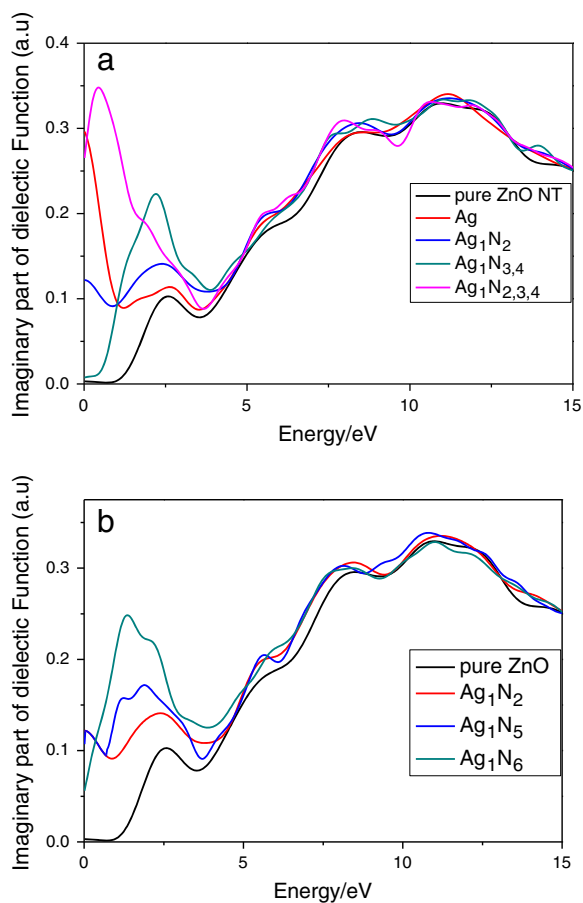 a
Imaginary part of dielectric Function (a.u)
0.4
0.3
0.2
0.1
0.0
pure ZnO NT
Ag
Ag₁N₂
Ag₁N₃,₄
Ag₁N₂,₃,₄
0 5 10 15
Energy/eV
b
Imaginary part of dielectic Function (a.u)
0.3
0.2
0.1
0.0
pure ZnO
Ag₁N₂
Ag₁N₅
Ag₁N₆
0 5 10 15
Energy/eV